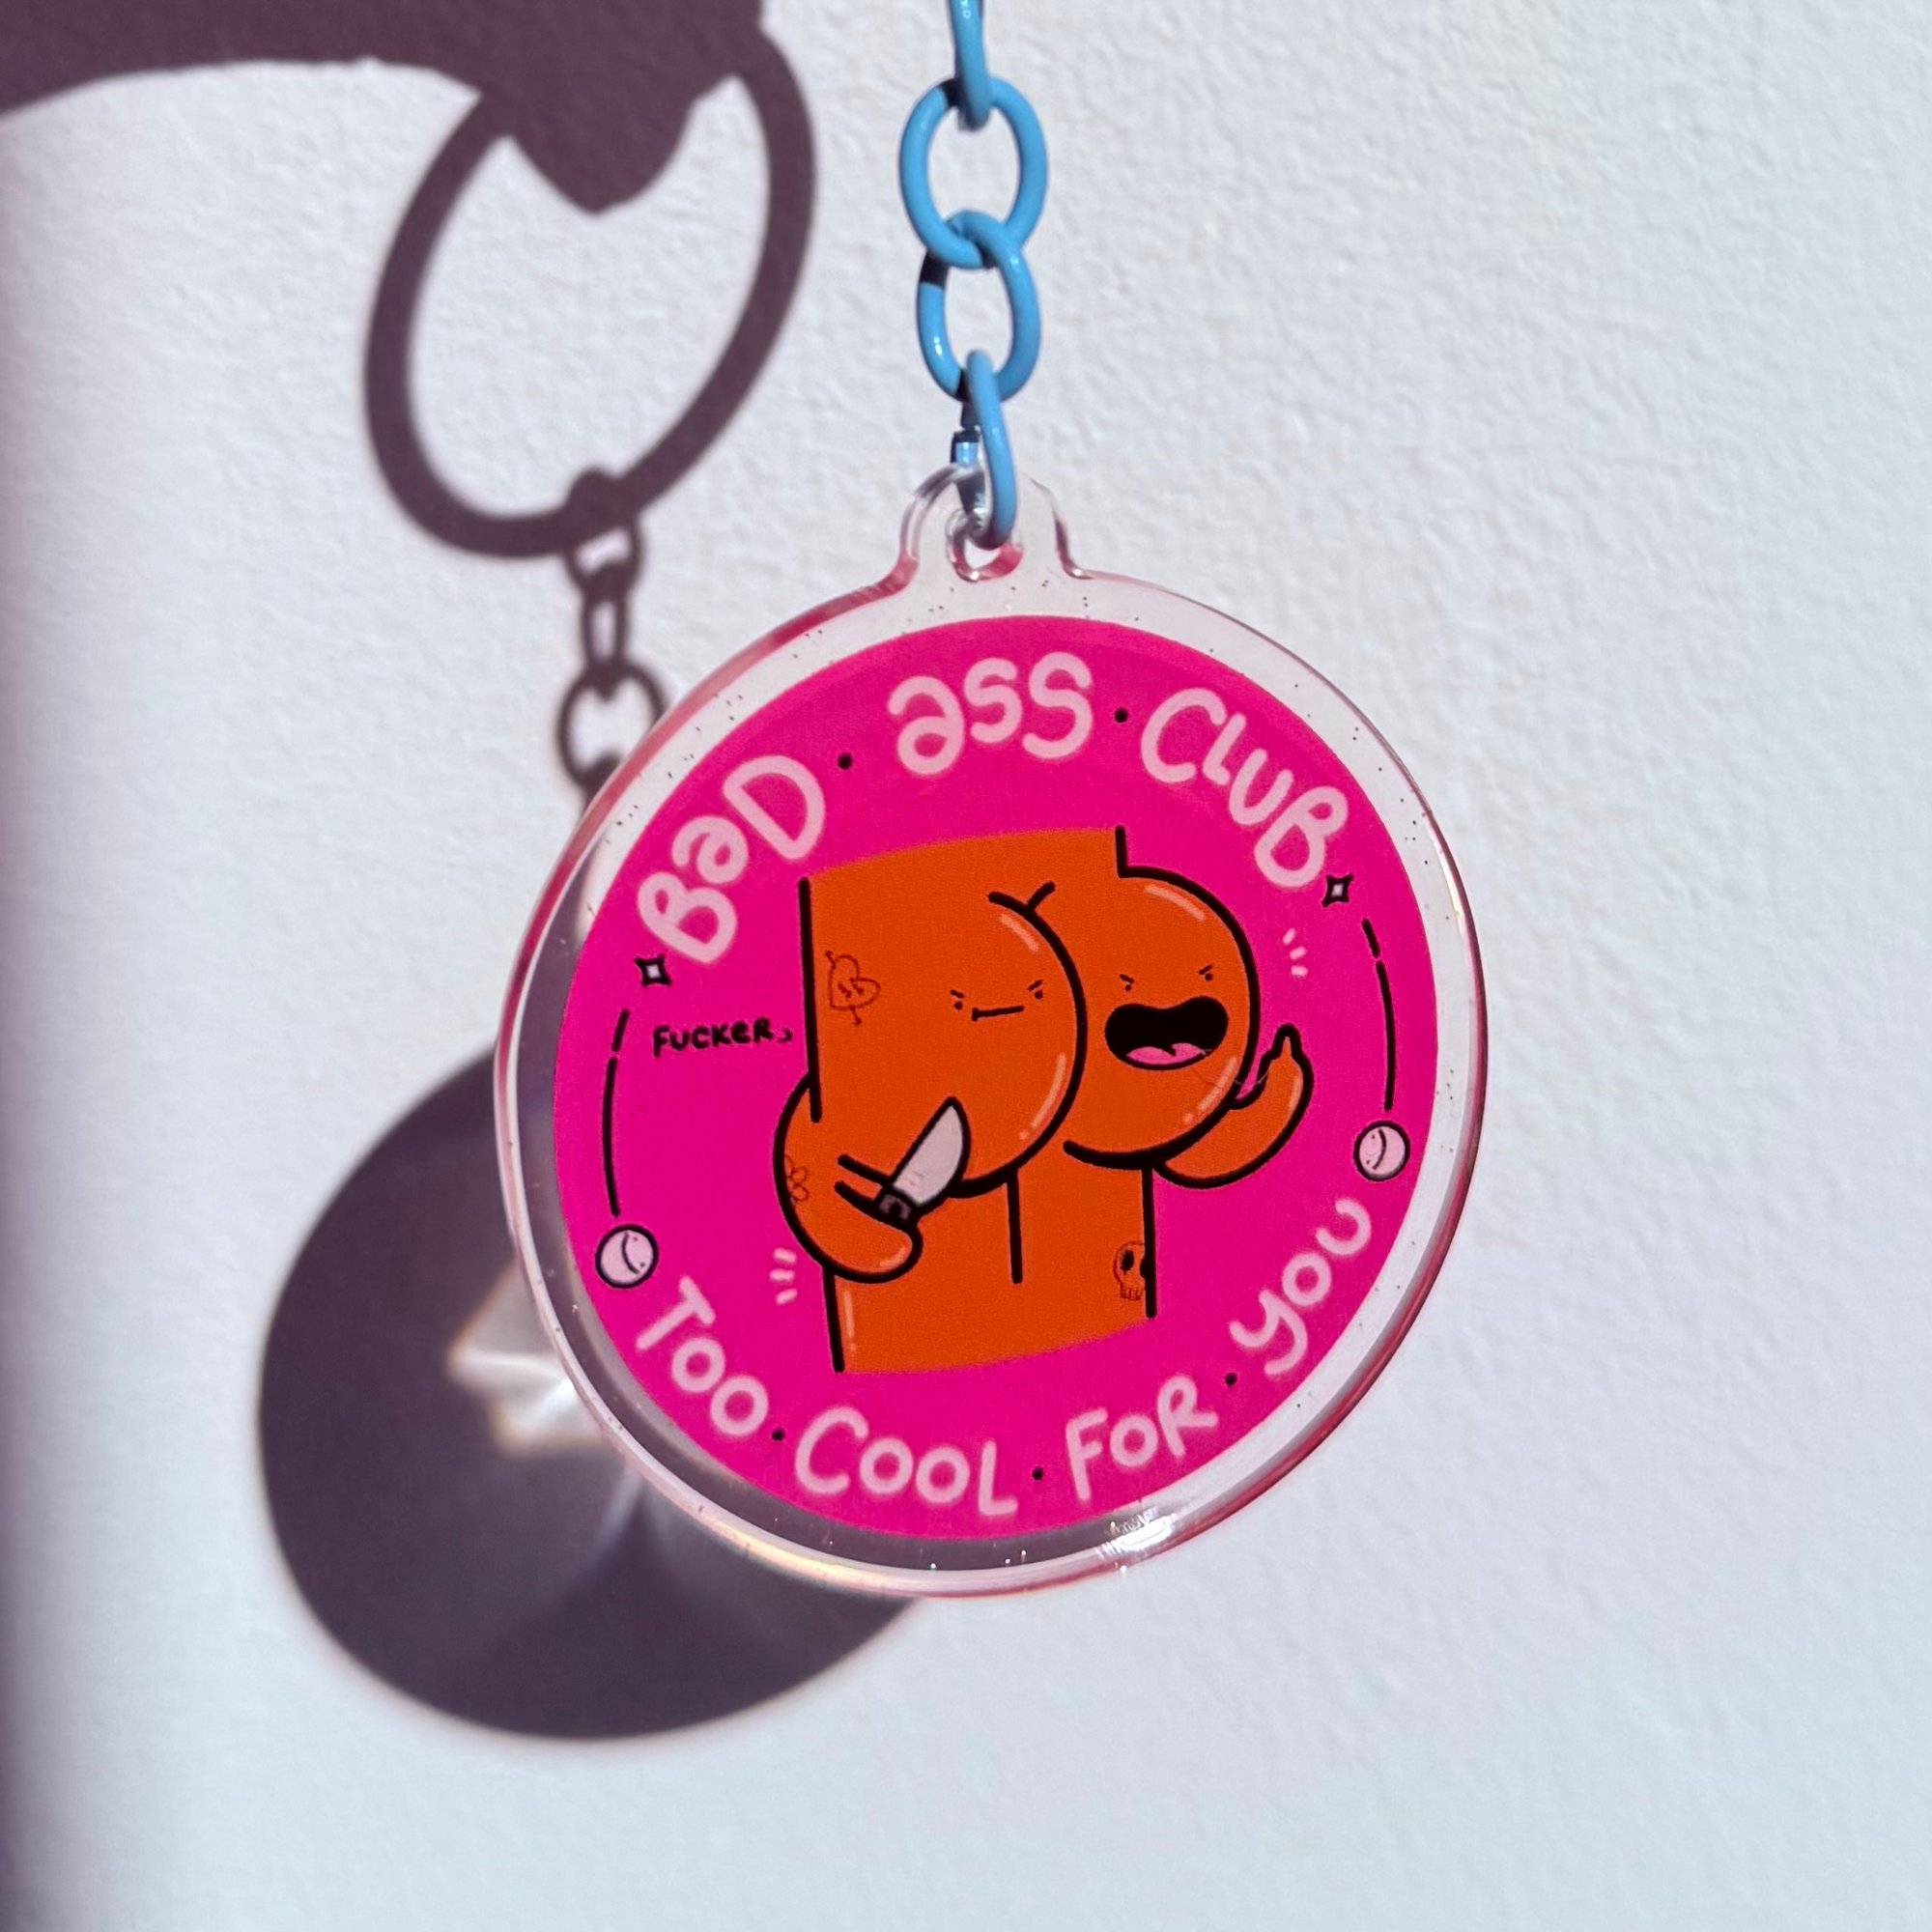 BaD · ass · CLUB
FUCKER,
TOO · COOL · FOR · YOU